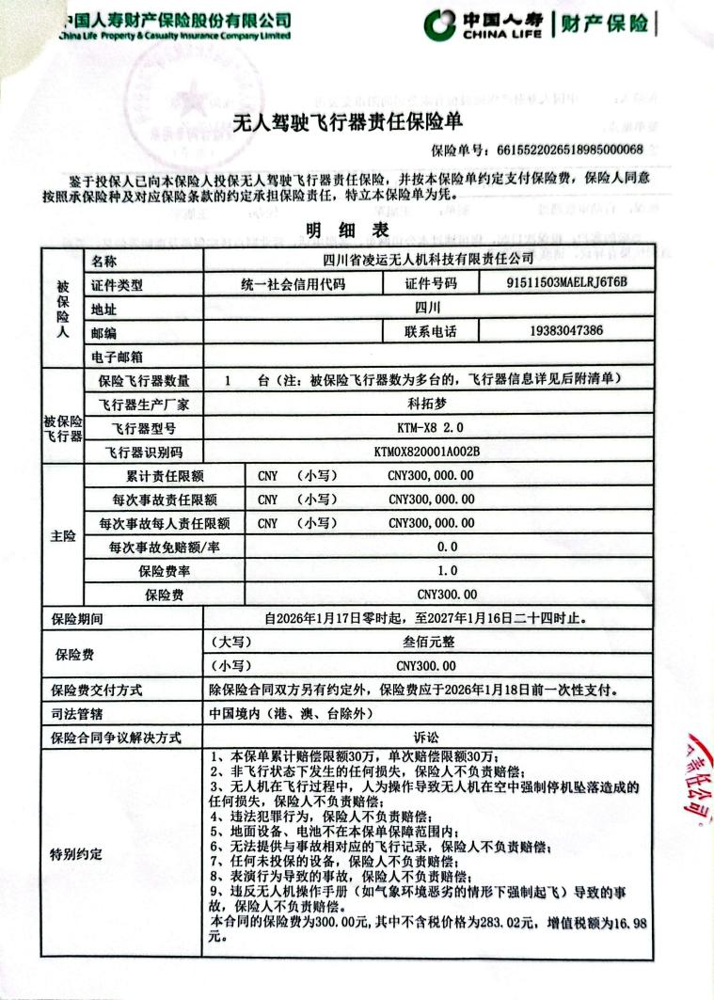 中国人寿财产保险股份有限公司
China Life Property & Casualty Insurance Company Limited
中国人寿 财产保险
CHINA LIFE
无人驾驶飞行器责任保险单
保险单号：6615522026518985000068
鉴于投保人已向本保险人投保无人驾驶飞行器责任保险，并按本保险单约定支付保险费，保险人同意
按照承保险种及对应保险条款的约定承担保险责任，特立本保险单为凭。
明 细 表
被保险人
名称 四川省凌运无人机科技有限责任公司
证件类型 统一社会信用代码 证件号码 91511503MAELRJ6T6B
地址 四川
邮编 联系电话 19383047386
电子邮箱
被保险飞行器
保险飞行器数量 1 台（注：被保险飞行器数为多台的，飞行器信息详见后附清单）
飞行器生产厂家 科拓梦
飞行器型号 KTM-X8 2.0
飞行器识别码 KTM0X820001A002B
主险
累计责任限额 CNY （小写） CNY300,000.00
每次事故责任限额 CNY （小写） CNY300,000.00
每次事故每人责任限额 CNY （小写） CNY300,000.00
每次事故免赔额/率 0.0
保险费率 1.0
保险费 CNY300.00
保险期间 自2026年1月17日零时起，至2027年1月16日二十四时止。
保险费 （大写） 叁佰元整
（小写） CNY300.00
保险费交付方式 除保险合同双方另有约定外，保险费应于2026年1月18日前一次性支付。
司法管辖 中国境内（港、澳、台除外）
保险合同争议解决方式 诉讼
特别约定
1、本保单累计赔偿限额30万，单次赔偿限额30万；
2、非飞行状态下发生的任何损失，保险人不负责赔偿；
3、无人机在飞行过程中，人为操作导致无人机在空中强制停机坠落造成的
任何损失，保险人不负责赔偿；
4、违法犯罪行为，保险人不负责赔偿；
5、地面设备、电池不在本保单保障范围内；
6、无法提供与事故相对应的飞行记录，保险人不负责赔偿；
7、任何未投保的设备，保险人不负责赔偿；
8、表演行为导致的事故，保险人不负责赔偿；
9、违反无人机操作手册（如气象环境恶劣的情形下强制起飞）导致的事
故，保险人不负责赔偿。
本合同的保险费为300.00元,其中不含税价格为283.02元，增值税额为16.98
元。
责任公司